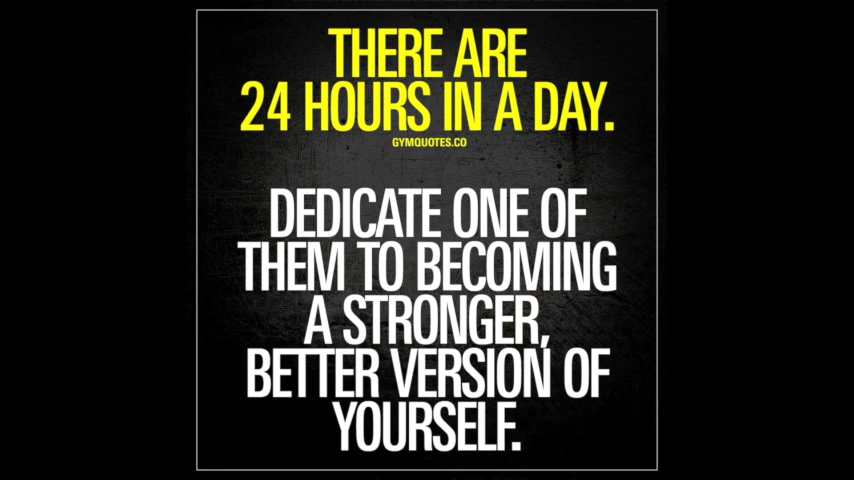 THERE ARE
24 HOURS IN A DAY.
GYMQUOTES.CO
DEDICATE ONE OF
THEM TO BECOMING
A STRONGER,
BETTER VERSION OF
YOURSELF.